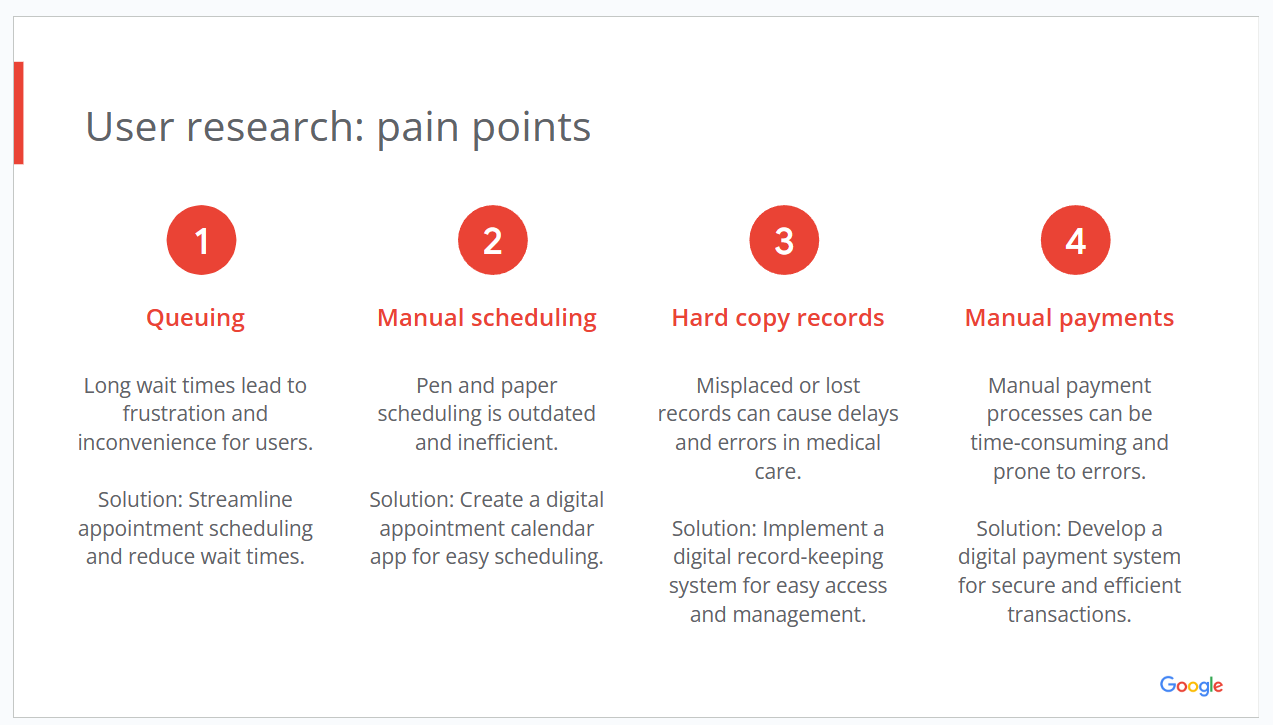 User research: pain points
1
Queuing
Long wait times lead to
frustration and
inconvenience for users.
Solution: Streamline
appointment scheduling
and reduce wait times.
2
Manual scheduling
Pen and paper
scheduling is outdated
and inefficient.
Solution: Create a digital
appointment calendar
app for easy scheduling.
3
Hard copy records
Misplaced or lost
records can cause delays
and errors in medical
care.
Solution: Implement a
digital record-keeping
system for easy access
and management.
4
Manual payments
Manual payment
processes can be
time-consuming and
prone to errors.
Solution: Develop a
digital payment system
for secure and efficient
transactions.
Google